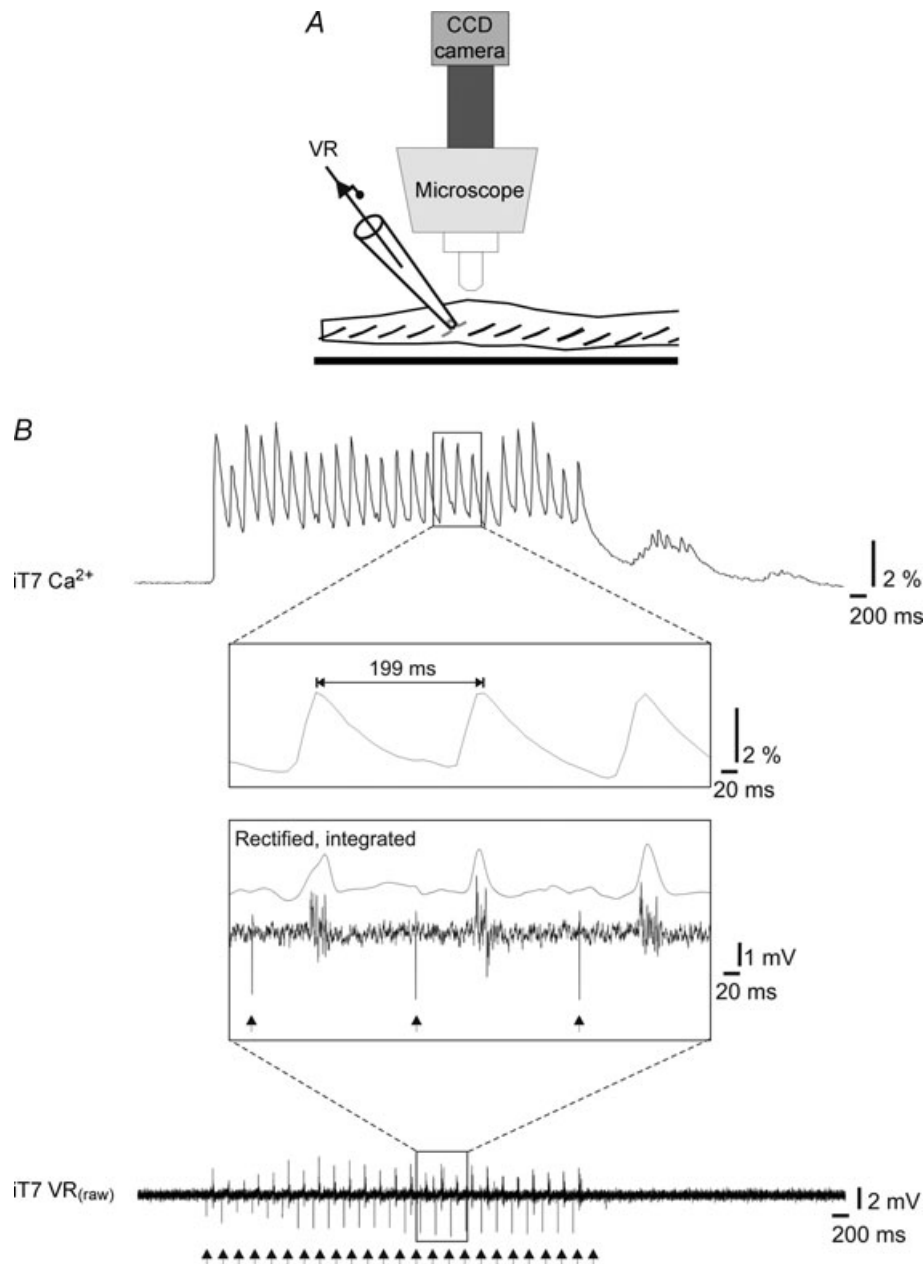 A
CCD
camera
VR
Microscope
B
iT7 Ca²⁺
2 %
200 ms
199 ms
2 %
20 ms
Rectified, integrated
1 mV
20 ms
iT7 VR(raw)
2 mV
200 ms